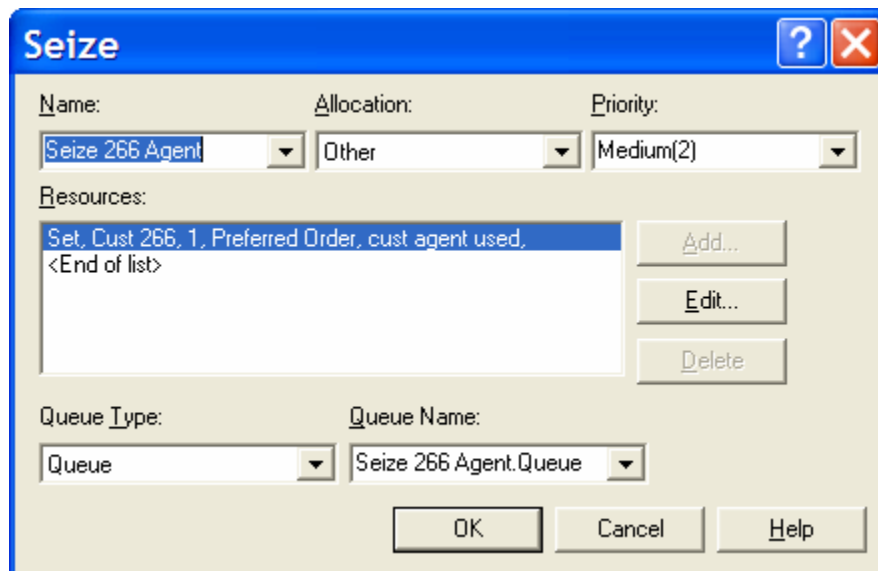 Seize
Name: Allocation: Priority:
Seize 266 Agent Other Medium(2)
Resources:
Set, Cust 266, 1, Preferred Order, cust agent used,
<End of list>
Add...
Edit...
Delete
Queue Type: Queue Name:
Queue Seize 266 Agent.Queue
OK Cancel Help